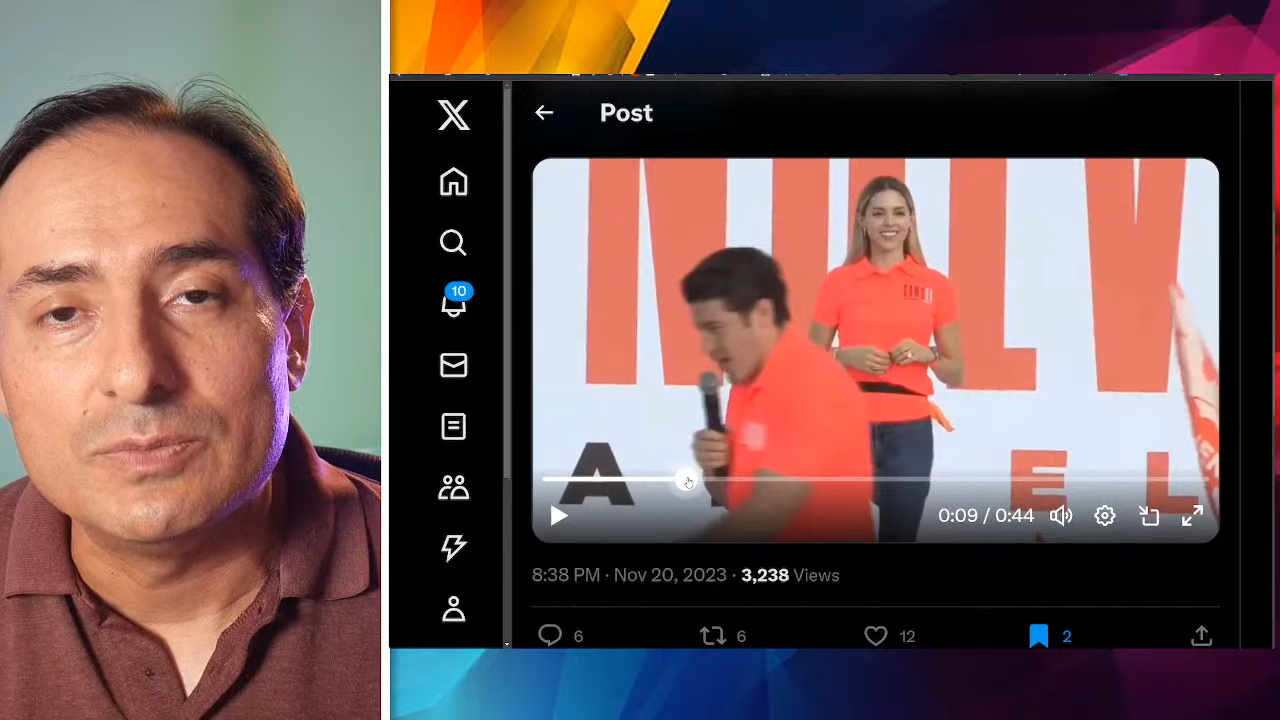 Post
10
N U E V
A
E L
0:09 / 0:44
8:38 PM · Nov 20, 2023 · 3,238 Views
6 6 12 2